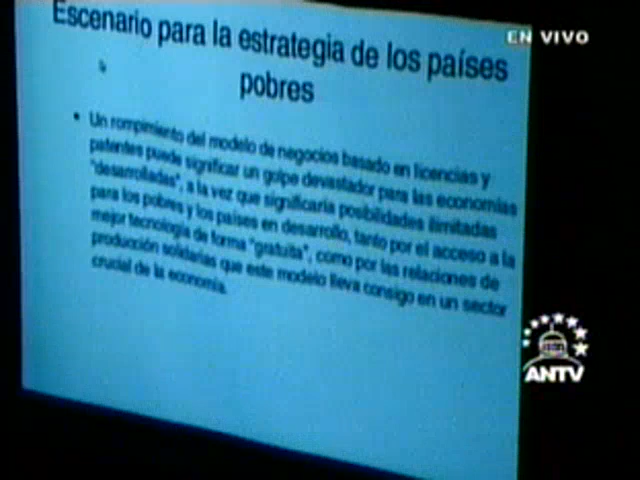 Escenario para la estrategia de los países
pobres
EN VIVO
• Un rompimiento del modelo de negocios basado en licencias y
patentes puede significar un golpe devastador para las economías
"desarrolladas", a la vez que significaría posibilidades ilimitadas
para los pobres y los países en desarrollo, tanto por el acceso a la
mejor tecnología de forma "gratuita", como por las relaciones de
producción solidarias que este modelo lleva consigo en un sector
crucial de la economía.
ANTV